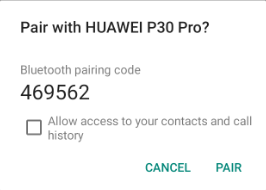 Pair with HUAWEI P30 Pro?
Bluetooth pairing code
469562
Allow access to your contacts and call
history
CANCEL PAIR